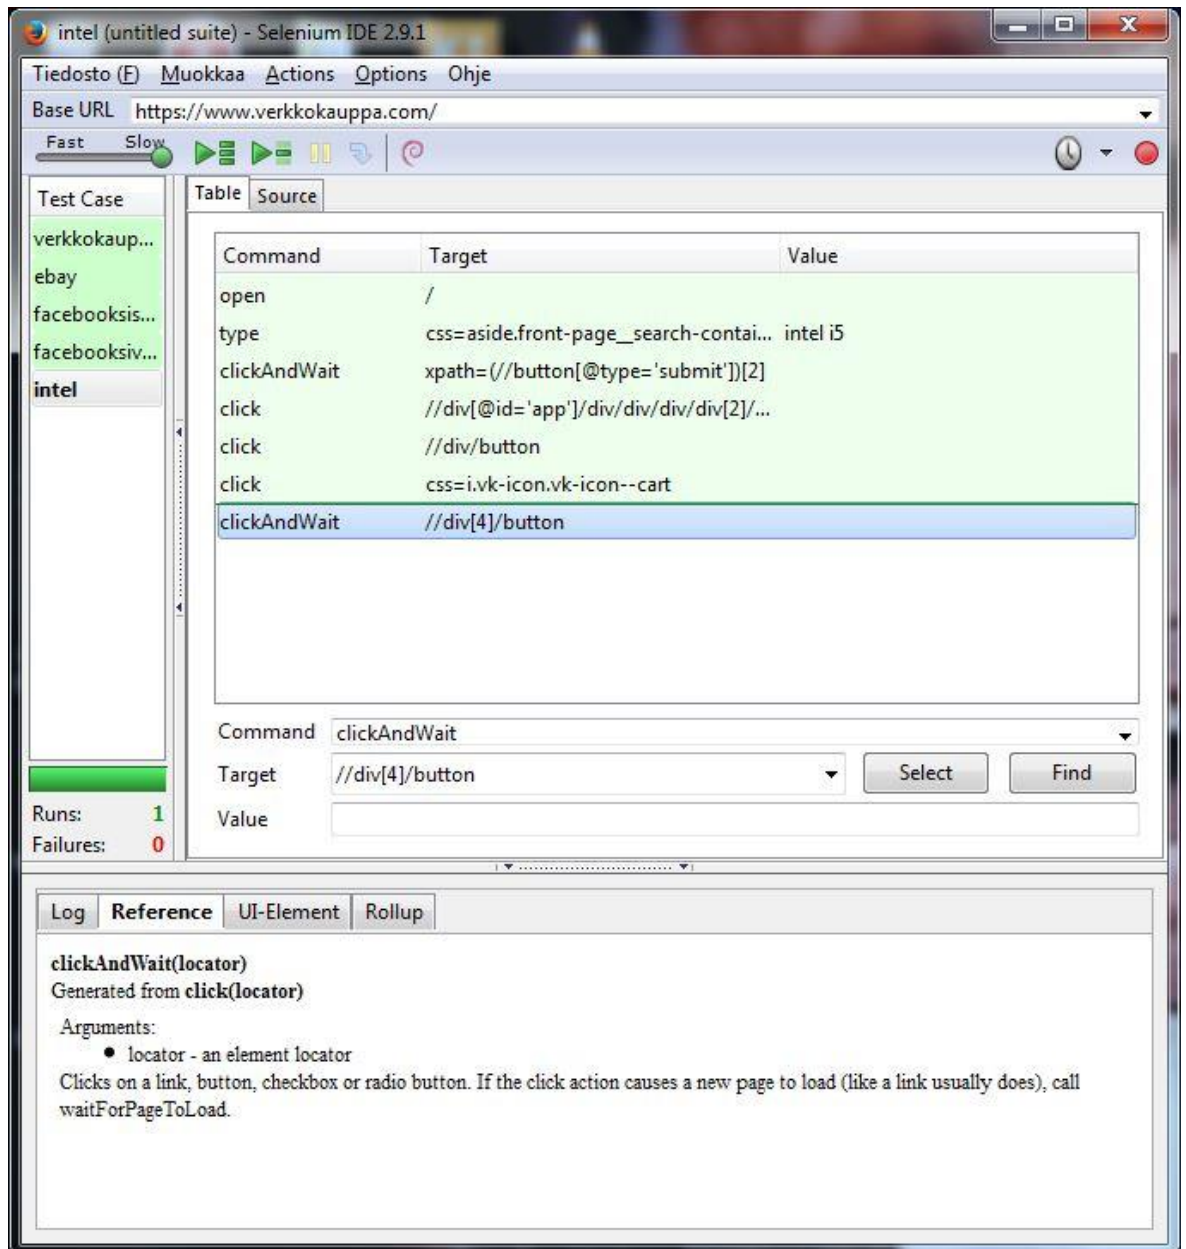 intel (untitled suite) - Selenium IDE 2.9.1
Tiedosto (F) Muokkaa Actions Options Ohje
Base URL https://www.verkkokauppa.com/
Fast Slow
Test Case
verkkokaup...
ebay
facebooksis...
facebooksiv...
intel
Runs: 1
Failures: 0
Table Source
Command Target Value
open /
type css=aside.front-page__search-contai... intel i5
clickAndWait xpath=(//button[@type='submit'])[2]
click //div[@id='app']/div/div/div/div[2]/...
click //div/button
click css=i.vk-icon.vk-icon--cart
clickAndWait //div[4]/button
Command clickAndWait
Target //div[4]/button Select Find
Value
Log Reference UI-Element Rollup
clickAndWait(locator)
Generated from click(locator)
Arguments:
● locator - an element locator
Clicks on a link, button, checkbox or radio button. If the click action causes a new page to load (like a link usually does), call
waitForPageToLoad.